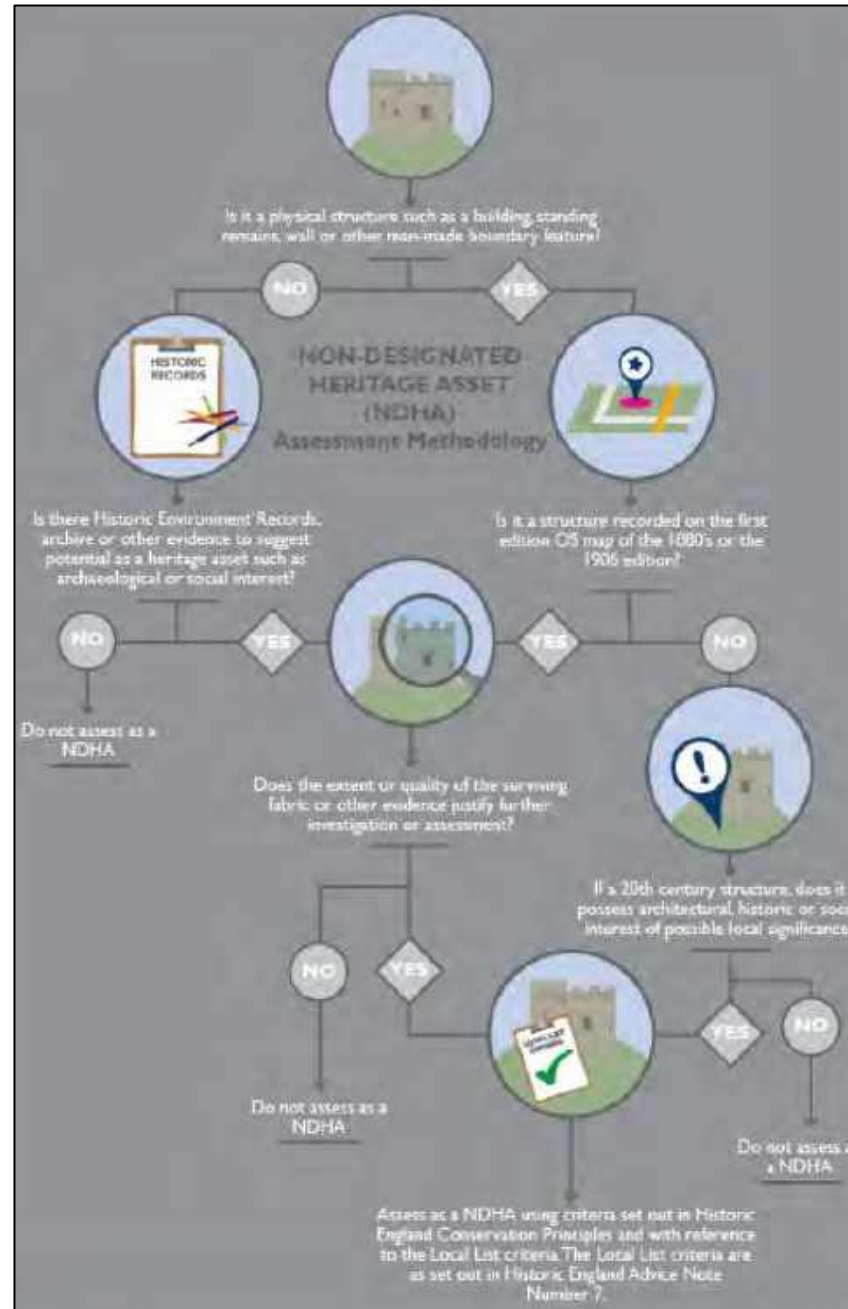 Is it a physical structure such as a building, standing
remains, wall or other man-made boundary feature?
NO
YES
HISTORIC
RECORDS
NON-DESIGNATED
HERITAGE ASSET
(NDHA)
Assessment Methodology
Is there Historic Environment Records,
archive or other evidence to suggest
potential as a heritage asset such as
archaeological or social interest?
Is it a structure recorded on the first
edition OS map of the 1880's or the
1906 edition?
NO
YES
YES
NO
Do not assess as a
NDHA
Does the extent or quality of the surviving
fabric or other evidence justify further
investigation or assessment?
If a 20th century structure, does it
possess architectural, historic or soci
interest of possible local significance
NO
YES
YES
NO
Do not assess as a
NDHA
Do not assess a
a NDHA
Assess as a NDHA using criteria set out in Historic
England Conservation Principles and with reference
to the Local List criteria. The Local List criteria are
as set out in Historic England Advice Note
Number 7.